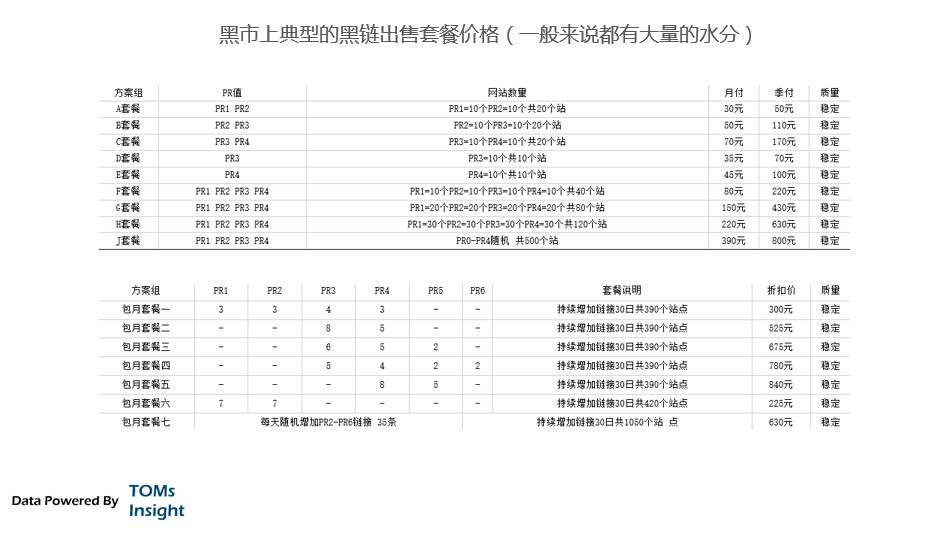 黑市上典型的黑链出售套餐价格（一般来说都有大量的水分）
方案组 PR值 网站数量 月付 季付 质量
A套餐 PR1 PR2 PR1=10个PR2=10个共20个站 30元 50元 稳定
B套餐 PR2 PR3 PR2=10个PR3=10个20个站 50元 110元 稳定
C套餐 PR3 PR4 PR3=10个PR4=10个共20个站 70元 170元 稳定
D套餐 PR3 PR3=10个共10个站 35元 70元 稳定
E套餐 PR4 PR4=10个共10个站 45元 100元 稳定
F套餐 PR1 PR2 PR3 PR4 PR1=10个PR2=10个PR3=10个PR4=10个共40个站 80元 220元 稳定
G套餐 PR1 PR2 PR3 PR4 PR1=20个PR2=20个PR3=20个PR4=20个共80个站 150元 430元 稳定
H套餐 PR1 PR2 PR3 PR4 PR1=30个PR2=30个PR3=30个PR4=30个共120个站 220元 630元 稳定
J套餐 PR1 PR2 PR3 PR4 PR0-PR4随机 共500个站 390元 800元 稳定
方案组 PR1 PR2 PR3 PR4 PR5 PR6 套餐说明 折扣价 质量
包月套餐一 3 3 4 3 - - 持续增加链接30日共390个站点 300元 稳定
包月套餐二 - - 8 5 - - 持续增加链接30日共390个站点 525元 稳定
包月套餐三 - - 6 5 2 - 持续增加链接30日共390个站点 675元 稳定
包月套餐四 - - 5 4 2 2 持续增加链接30日共390个站点 780元 稳定
包月套餐五 - - - 8 5 - 持续增加链接30日共390个站点 840元 稳定
包月套餐六 7 7 - - - - 持续增加链接30日共420个站点 225元 稳定
包月套餐七 每天随机增加PR2-PR6链接 35条 持续增加链接30日共1050个站 点 630元 稳定
Data Powered By TOMs
Insight